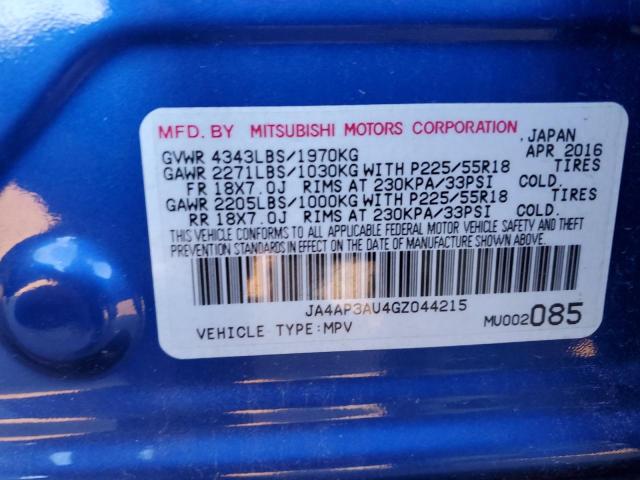 MFD. BY MITSUBISHI MOTORS CORPORATION, JAPAN
GVWR 4343LBS/1970KG APR 2016
GAWR 2271LBS/1030KG WITH P225/55R18 TIRES
FR 18X7.0J RIMS AT 230KPA/33PSI COLD.
GAWR 2205LBS/1000KG WITH P225/55R18 TIRES
RR 18X7.0J RIMS AT 230KPA/33PSI COLD.
THIS VEHICLE CONFORMS TO ALL APPLICABLE FEDERAL MOTOR VEHICLE SAFETY AND THEFT
PREVENTION STANDARDS IN EFFECT ON THE DATE OF MANUFACTURE SHOWN ABOVE.
JA4AP3AU4GZ044215
VEHICLE TYPE:MPV MU002085